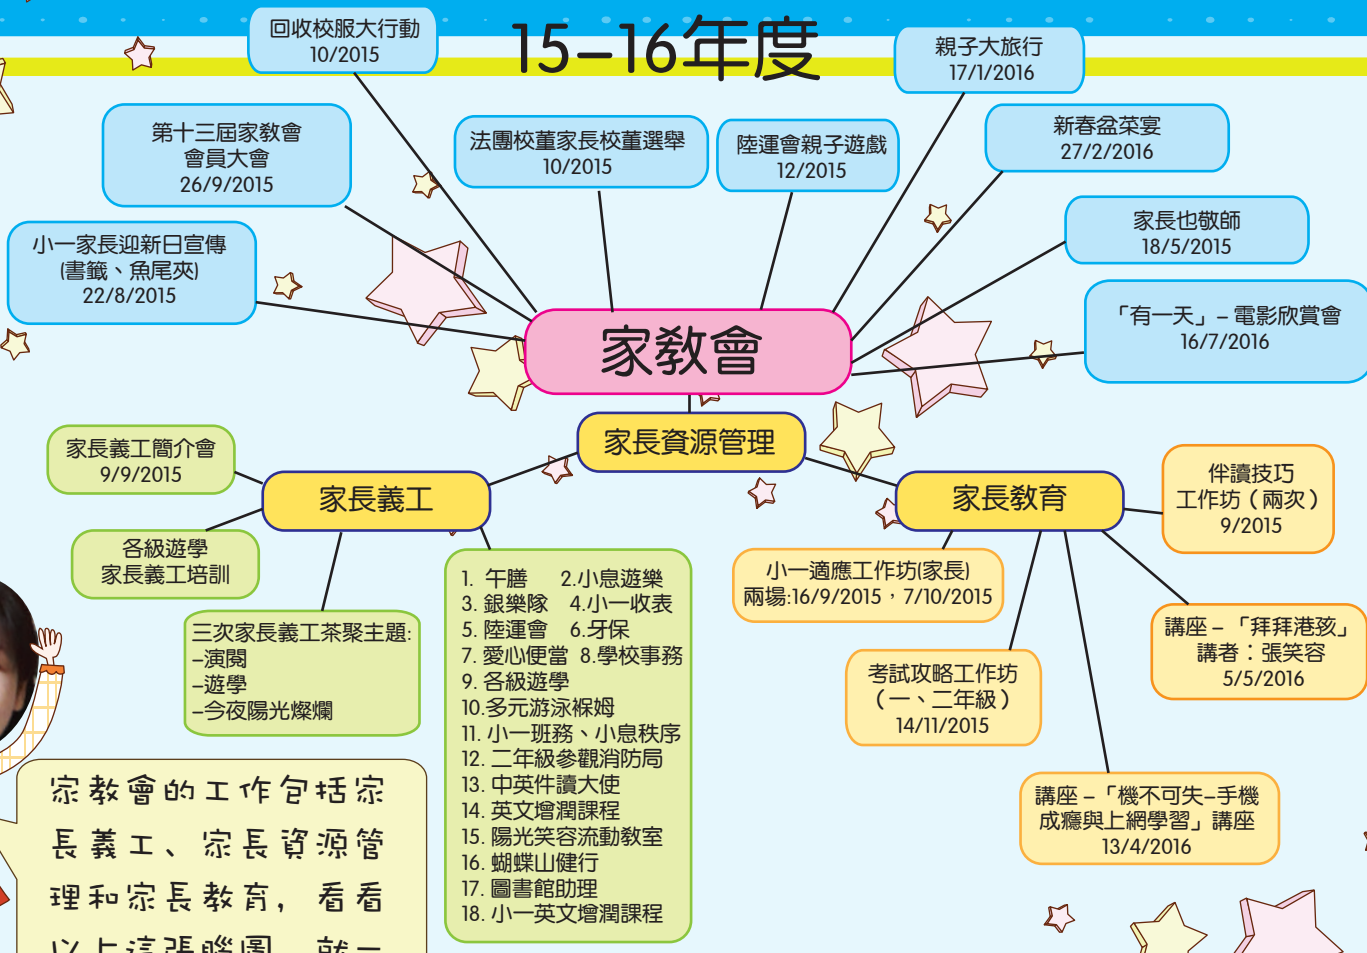 15–16年度
回收校服大行動
10/2015
親子大旅行
17/1/2016
第十三屆家教會
會員大會
26/9/2015
法團校董家長校董選舉
10/2015
陸運會親子遊戲
12/2015
新春盆菜宴
27/2/2016
小一家長迎新日宣傳
(書籤、魚尾夾)
22/8/2015
家長也敬師
18/5/2015
「有一天」– 電影欣賞會
16/7/2016
家教會
家長資源管理
家長義工簡介會
9/9/2015
家長義工
各級遊學
家長義工培訓
三次家長義工茶聚主題:
–演閱
–遊學
–今夜陽光燦爛
1. 午膳 2.小息遊樂
3. 銀樂隊 4.小一收表
5. 陸運會 6.牙保
7. 愛心便當 8.學校事務
9. 各級遊學
10.多元游泳褓姆
11. 小一班務、小息秩序
12. 二年級參觀消防局
13. 中英伴讀大使
14. 英文增潤課程
15. 陽光笑容流動教室
16. 蝴蝶山健行
17. 圖書館助理
18. 小一英文增潤課程
家長教育
伴讀技巧
工作坊（兩次）
9/2015
小一適應工作坊(家長)
兩場:16/9/2015，7/10/2015
講座 –「拜拜港孩」
講者：張笑容
5/5/2016
考試攻略工作坊
（一、二年級）
14/11/2015
講座 –「機不可失–手機
成癮與上網學習」講座
13/4/2016
家教會的工作包括家
長義工、家長資源管
理和家長教育，看看
以上這張腦圖，就一